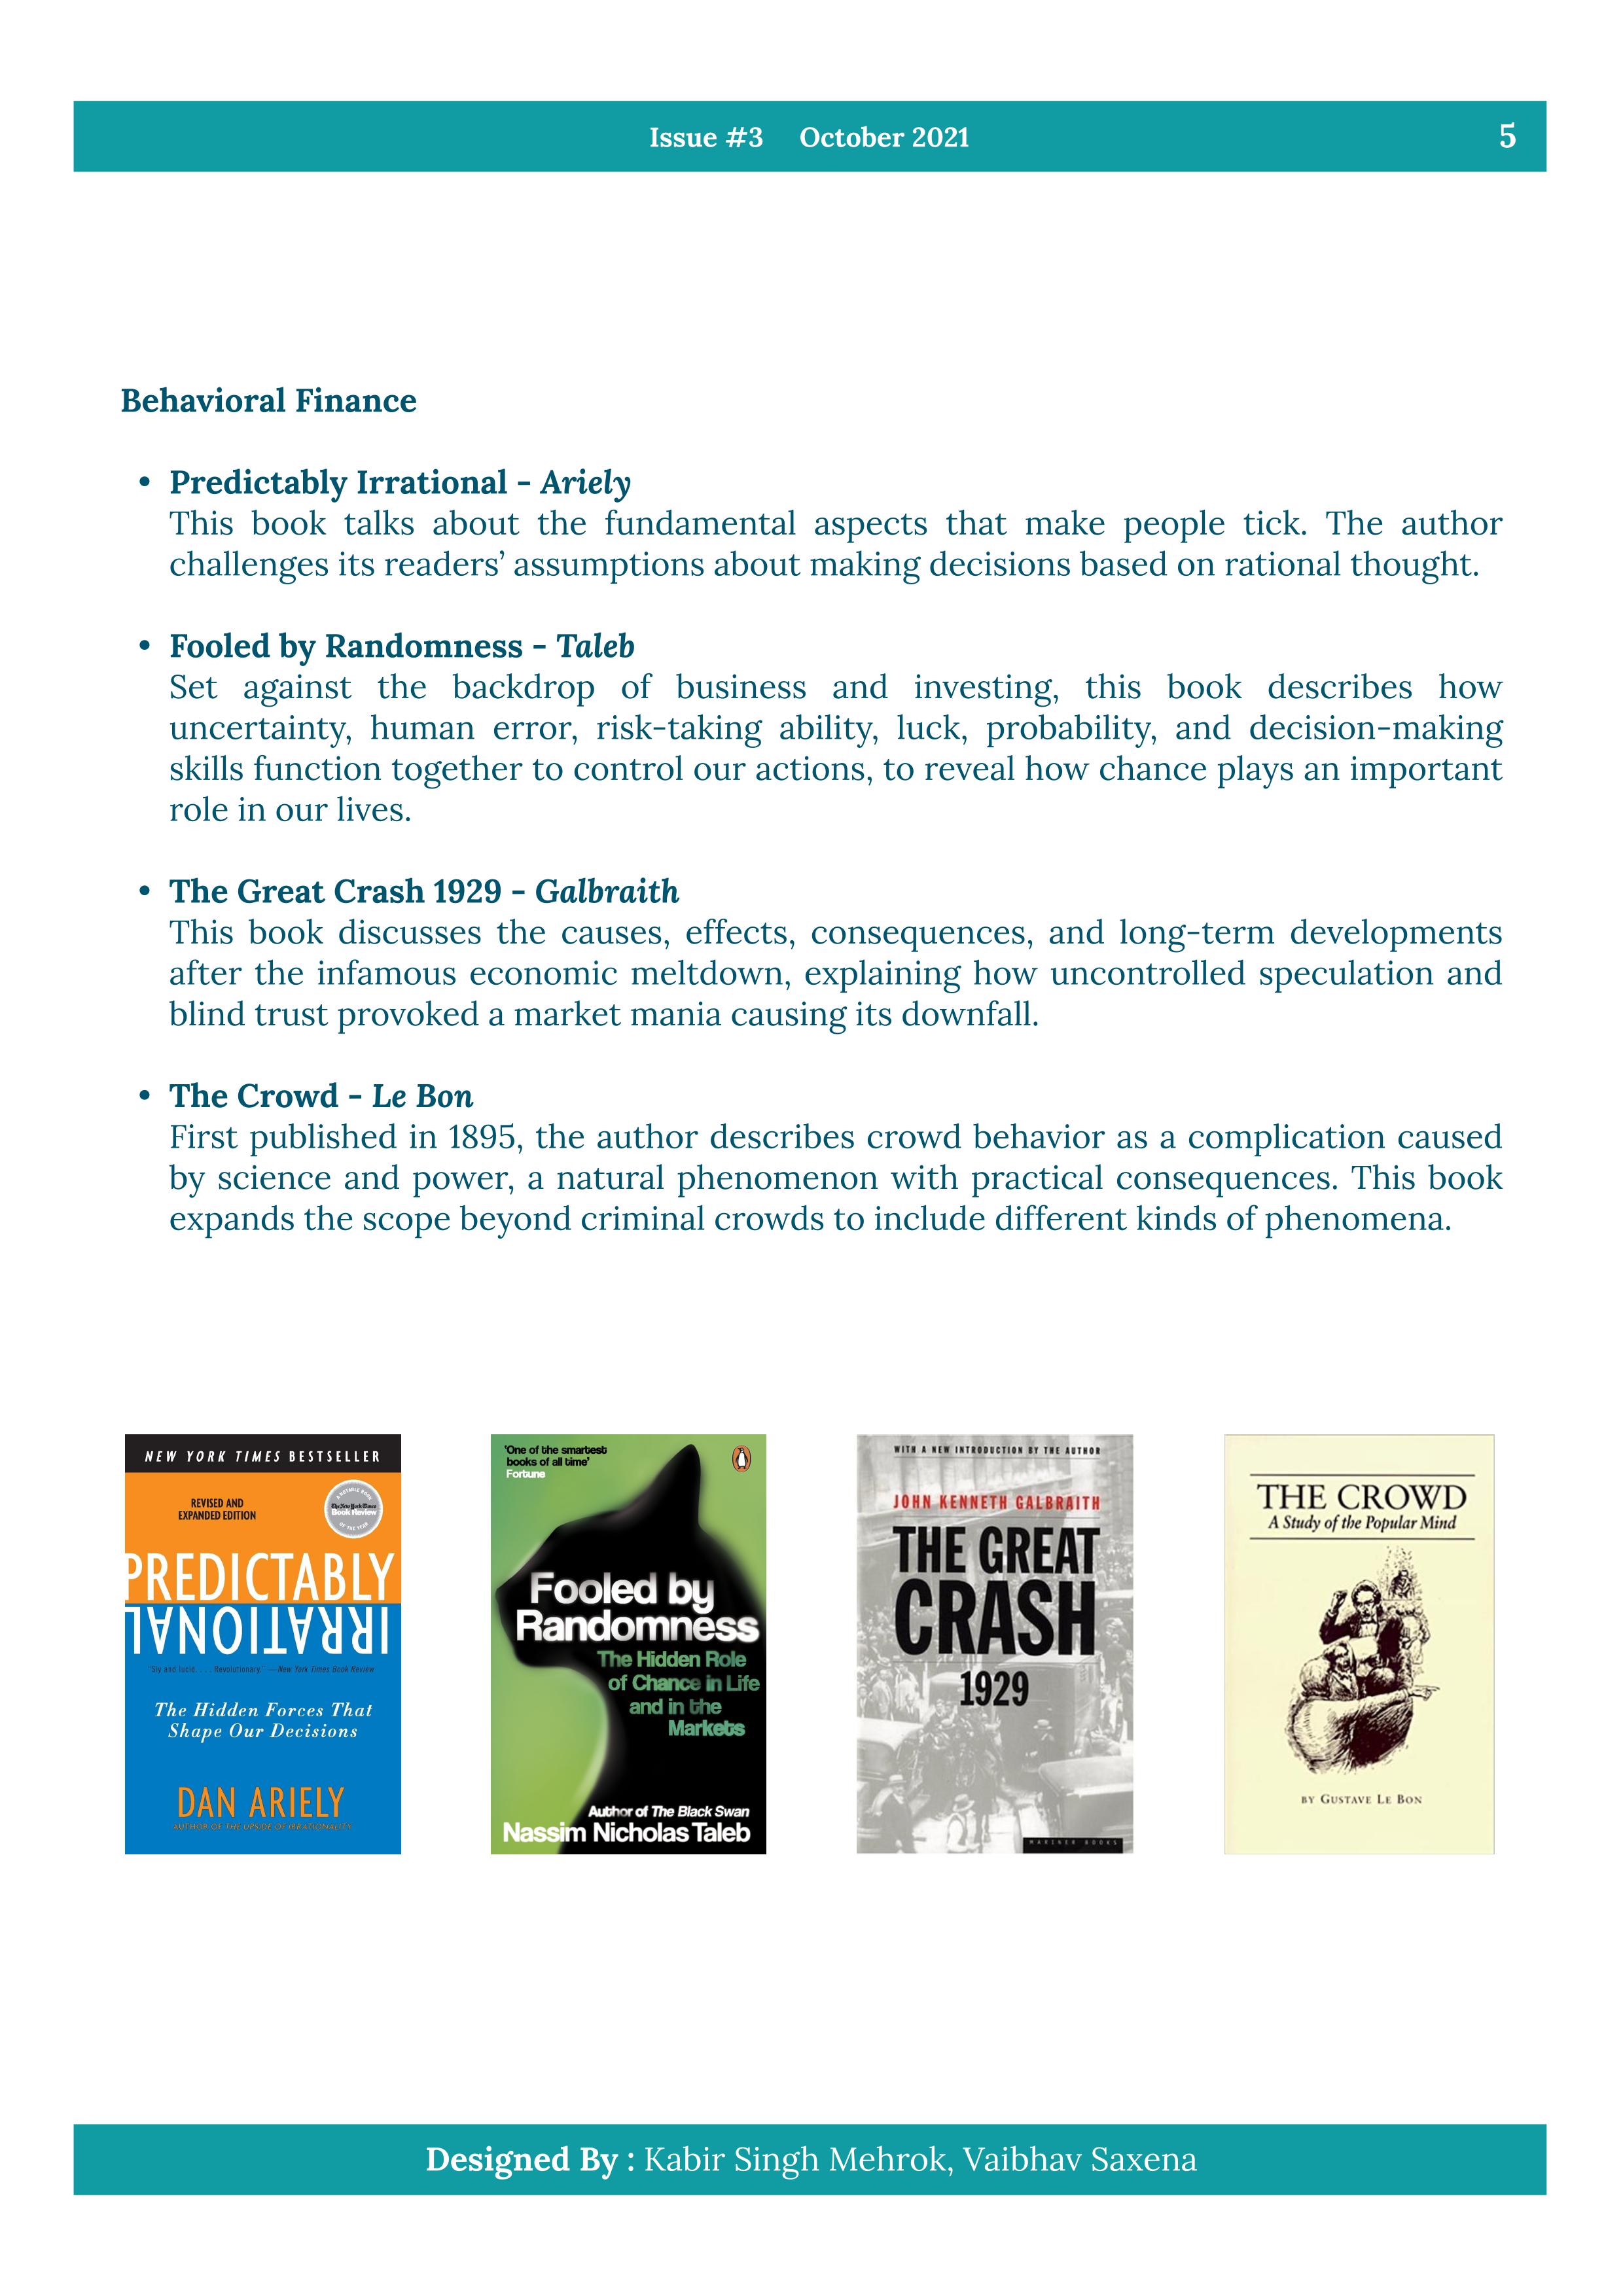 Issue #3 October 2021
5
Behavioral Finance
• Predictably Irrational - Ariely
This book talks about the fundamental aspects that make people tick. The author
challenges its readers’ assumptions about making decisions based on rational thought.
• Fooled by Randomness - Taleb
Set against the backdrop of business and investing, this book describes how
uncertainty, human error, risk-taking ability, luck, probability, and decision-making
skills function together to control our actions, to reveal how chance plays an important
role in our lives.
• The Great Crash 1929 - Galbraith
This book discusses the causes, effects, consequences, and long-term developments
after the infamous economic meltdown, explaining how uncontrolled speculation and
blind trust provoked a market mania causing its downfall.
• The Crowd - Le Bon
First published in 1895, the author describes crowd behavior as a complication caused
by science and power, a natural phenomenon with practical consequences. This book
expands the scope beyond criminal crowds to include different kinds of phenomena.
NEW YORK TIMES BESTSELLER
REVISED AND
EXPANDED EDITION
A NOTABLE BOOK
The New York Times
Book Review
OF THE YEAR
PREDICTABLY
IRRATIONAL
"Sly and lucid. . . . Revolutionary." —New York Times Book Review
The Hidden Forces That
Shape Our Decisions
DAN ARIELY
AUTHOR OF THE UPSIDE OF IRRATIONALITY
'One of the smartest
books of all time'
Fortune
Fooled by
Randomness
The Hidden Role
of Chance in Life
and in the
Markets
Author of The Black Swan
Nassim Nicholas Taleb
WITH A NEW INTRODUCTION BY THE AUTHOR
JOHN KENNETH GALBRAITH
THE GREAT
CRASH
1929
MARINER BOOKS
THE CROWD
A Study of the Popular Mind
BY GUSTAVE LE BON
Designed By : Kabir Singh Mehrok, Vaibhav Saxena